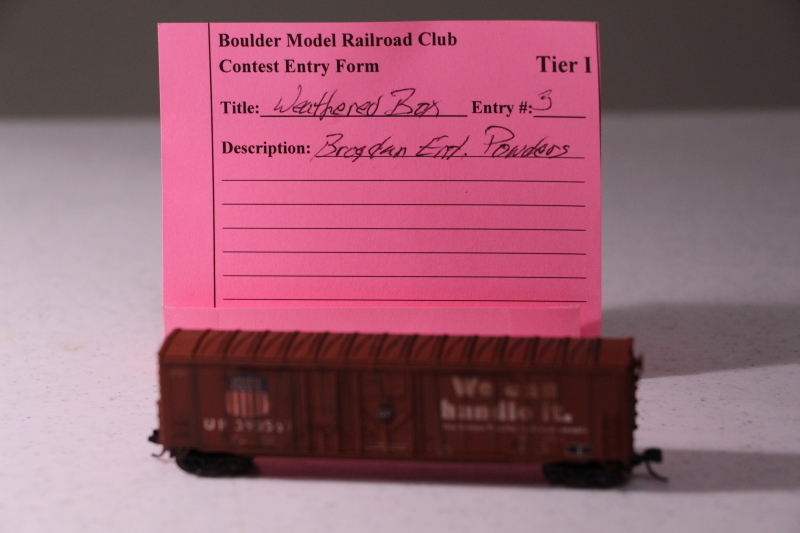 Boulder Model Railroad Club
Contest Entry Form
Tier I
Title: Weathered Box Entry #: 3
Description: Brogdan Ent. Powders
We can
handle it.
UP